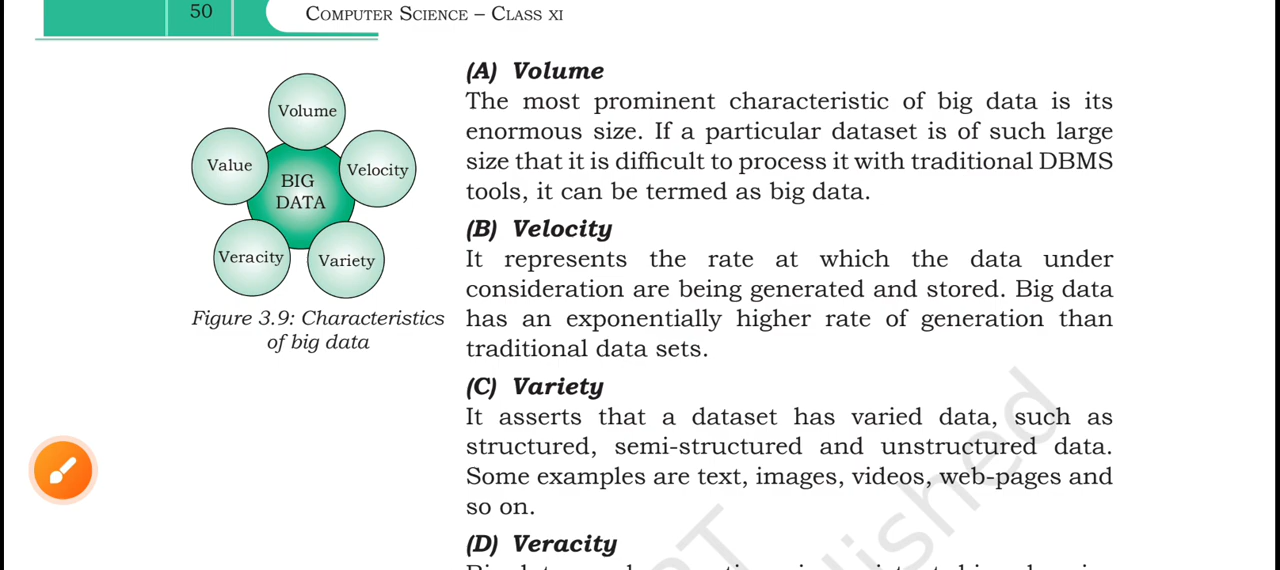 50
COMPUTER SCIENCE – CLASS XI
Volume
Value
Velocity
BIG
DATA
Veracity
Variety
Figure 3.9: Characteristics
of big data
(A) Volume
The most prominent characteristic of big data is its
enormous size. If a particular dataset is of such large
size that it is difficult to process it with traditional DBMS
tools, it can be termed as big data.
(B) Velocity
It represents the rate at which the data under
consideration are being generated and stored. Big data
has an exponentially higher rate of generation than
traditional data sets.
(C) Variety
It asserts that a dataset has varied data, such as
structured, semi-structured and unstructured data.
Some examples are text, images, videos, web-pages and
so on.
(D) Veracity